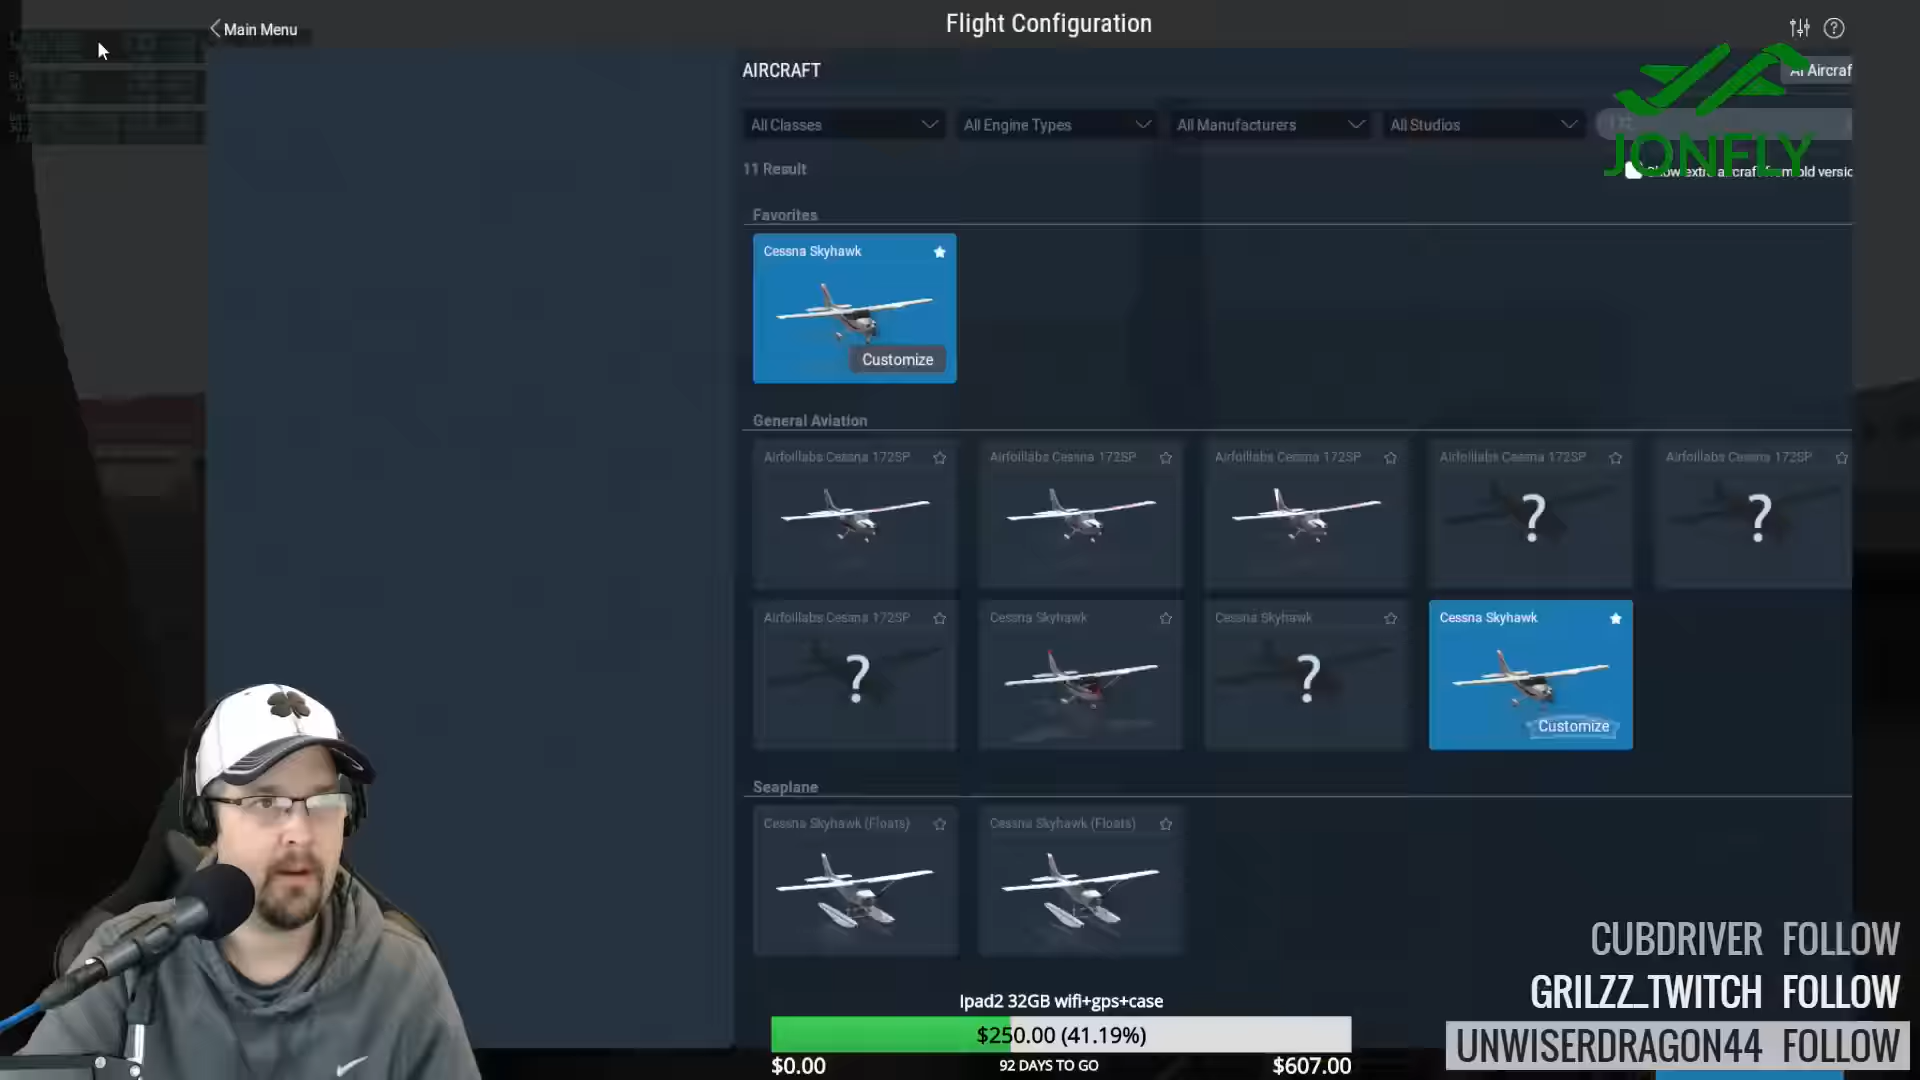 Main Menu
Flight Configuration
AIRCRAFT
AI Aircraf
All Classes
All Engine Types
All Manufacturers
All Studios
JONFLY
11 Result
Favorites
Cessna Skyhawk
Customize
General Aviation
Airfoillabs Cessna 172SP
Airfoillabs Cessna 172SP
Airfoillabs Cessna 172SP
Airfoillabs Cessna 172SP
Airfoillabs Cessna 172SP
?
?
Airfoillabs Cessna 172SP
Cessna Skyhawk
Cessna Skyhawk
Cessna Skyhawk
?
?
Customize
Seaplane
Cessna Skyhawk (Floats)
Cessna Skyhawk (Floats)
CUBDRIVER FOLLOW
GRILZZ_TWITCH FOLLOW
UNWISERDRAGON44 FOLLOW
Ipad2 32GB wifi+gps+case
$250.00 (41.19%)
$0.00
92 DAYS TO GO
$607.00